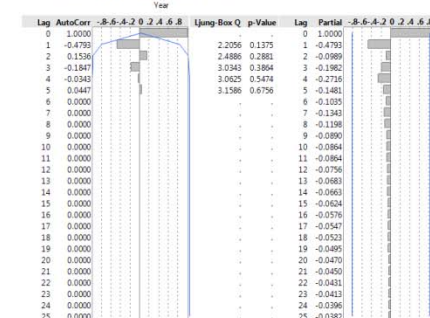 Year
Lag AutoCorr -.8-.6-.4-.2 0 .2 .4 .6 .8 Ljung-Box Q p-Value Lag Partial -.8-.6-.4-.2 0 .2 .4 .6 .8
0 1.0000 . . 0 1.0000
1 -0.4793 2.2056 0.1375 1 -0.4793
2 0.1536 2.4886 0.2881 2 -0.0989
3 -0.1847 3.0343 0.3864 3 -0.1982
4 -0.0343 3.0625 0.5474 4 -0.2716
5 0.0447 3.1586 0.6756 5 -0.1481
6 0.0000 . . 6 -0.1035
7 0.0000 . . 7 -0.1343
8 0.0000 . . 8 -0.1198
9 0.0000 . . 9 -0.0890
10 0.0000 . . 10 -0.0864
11 0.0000 . . 11 -0.0864
12 0.0000 . . 12 -0.0756
13 0.0000 . . 13 -0.0683
14 0.0000 . . 14 -0.0663
15 0.0000 . . 15 -0.0624
16 0.0000 . . 16 -0.0576
17 0.0000 . . 17 -0.0547
18 0.0000 . . 18 -0.0523
19 0.0000 . . 19 -0.0495
20 0.0000 . . 20 -0.0470
21 0.0000 . . 21 -0.0450
22 0.0000 . . 22 -0.0431
23 0.0000 . . 23 -0.0413
24 0.0000 . . 24 -0.0396
25 0.0000 . . 25 -0.0382